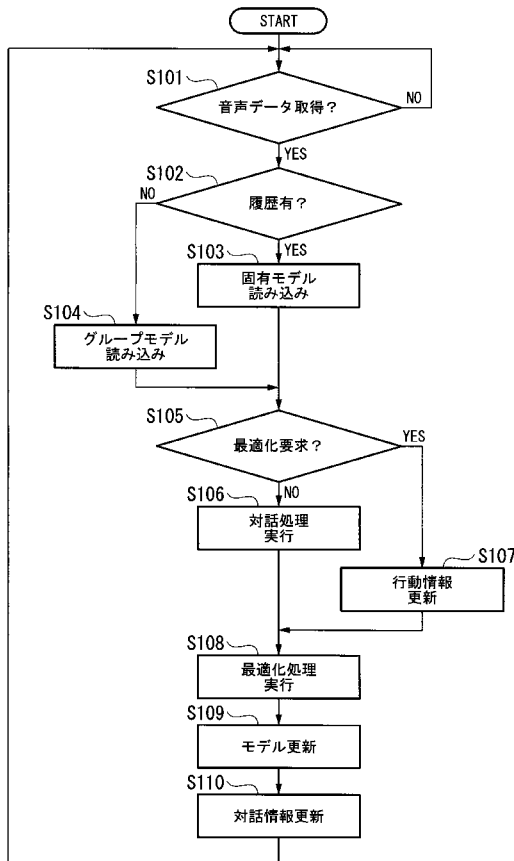 START
S101
音声データ取得?
NO
YES
S102
NO
履歴有?
YES
S103
固有モデル
読み込み
S104
グループモデル
読み込み
S105
最適化要求?
YES
NO
S106
対話処理
実行
S107
行動情報
更新
S108
最適化処理
実行
S109
モデル更新
S110
対話情報更新